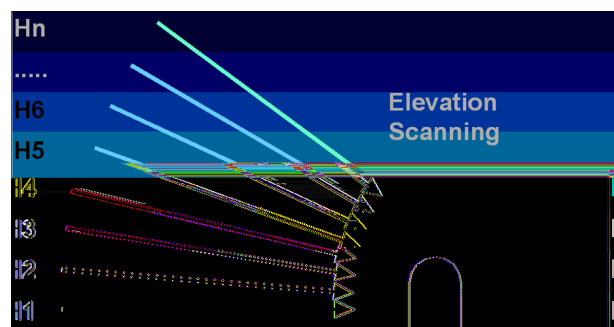 Hn
.....
H6
Elevation
Scanning
H5
H4
H3
H2
H1